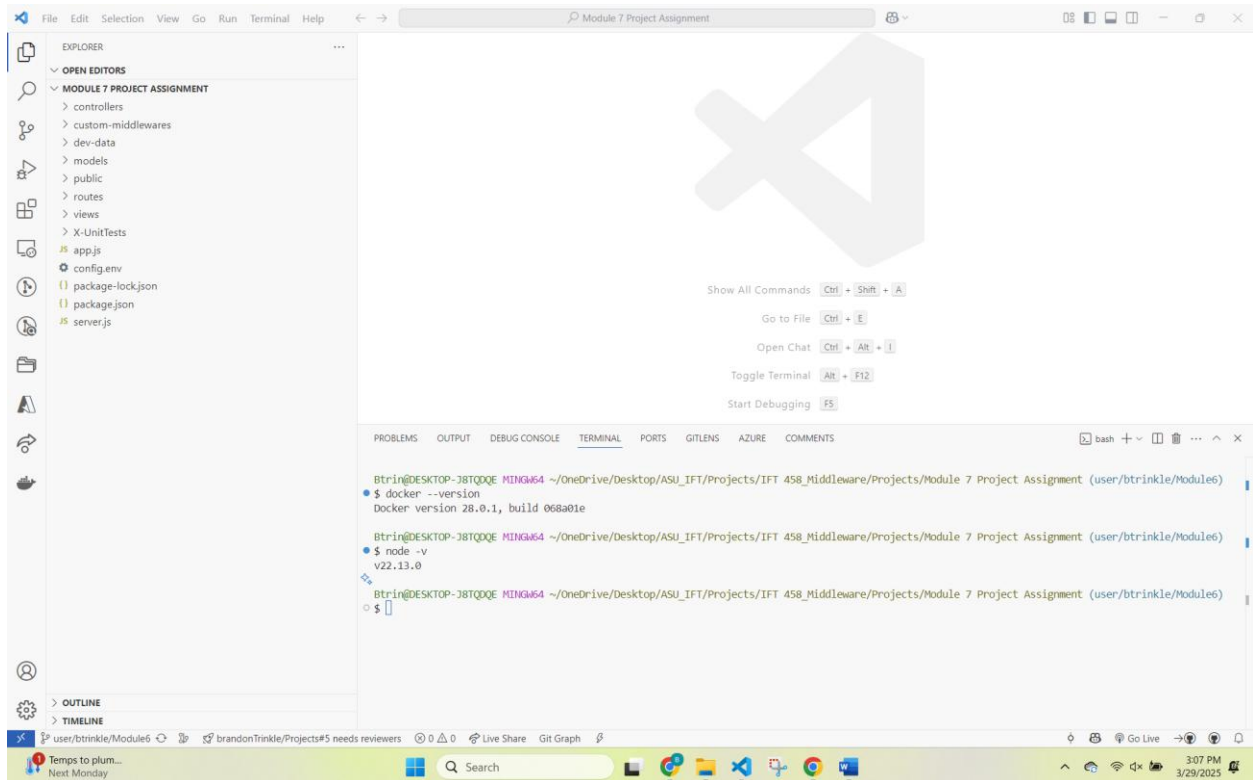 File Edit Selection View Go Run Terminal Help
Module 7 Project Assignment
EXPLORER
OPEN EDITORS
MODULE 7 PROJECT ASSIGNMENT
controllers
custom-middlewares
dev-data
models
public
routes
views
X-UnitTests
JS app.js
config.env
{} package-lock.json
{} package.json
JS server.js
Show All Commands Ctrl + Shift + A
Go to File Ctrl + E
Open Chat Ctrl + Alt + I
Toggle Terminal Alt + F12
Start Debugging F5
PROBLEMS OUTPUT DEBUG CONSOLE TERMINAL PORTS GITLENS AZURE COMMENTS
bash
Btrin@DESKTOP-J8TQDQE MINGW64 ~/OneDrive/Desktop/ASU_IFT/Projects/IFT 458_Middleware/Projects/Module 7 Project Assignment (user/btrinkle/Module6)
$ docker --version
Docker version 28.0.1, build 068a01e
Btrin@DESKTOP-J8TQDQE MINGW64 ~/OneDrive/Desktop/ASU_IFT/Projects/IFT 458_Middleware/Projects/Module 7 Project Assignment (user/btrinkle/Module6)
$ node -v
v22.13.0
Btrin@DESKTOP-J8TQDQE MINGW64 ~/OneDrive/Desktop/ASU_IFT/Projects/IFT 458_Middleware/Projects/Module 7 Project Assignment (user/btrinkle/Module6)
$
OUTLINE
TIMELINE
user/btrinkle/Module6 brandonTrinkle/Projects#5 needs reviewers 0 0 0 Live Share Git Graph Go Live
1 Temps to plum...
Next Monday
Search
3:07 PM
3/29/2025